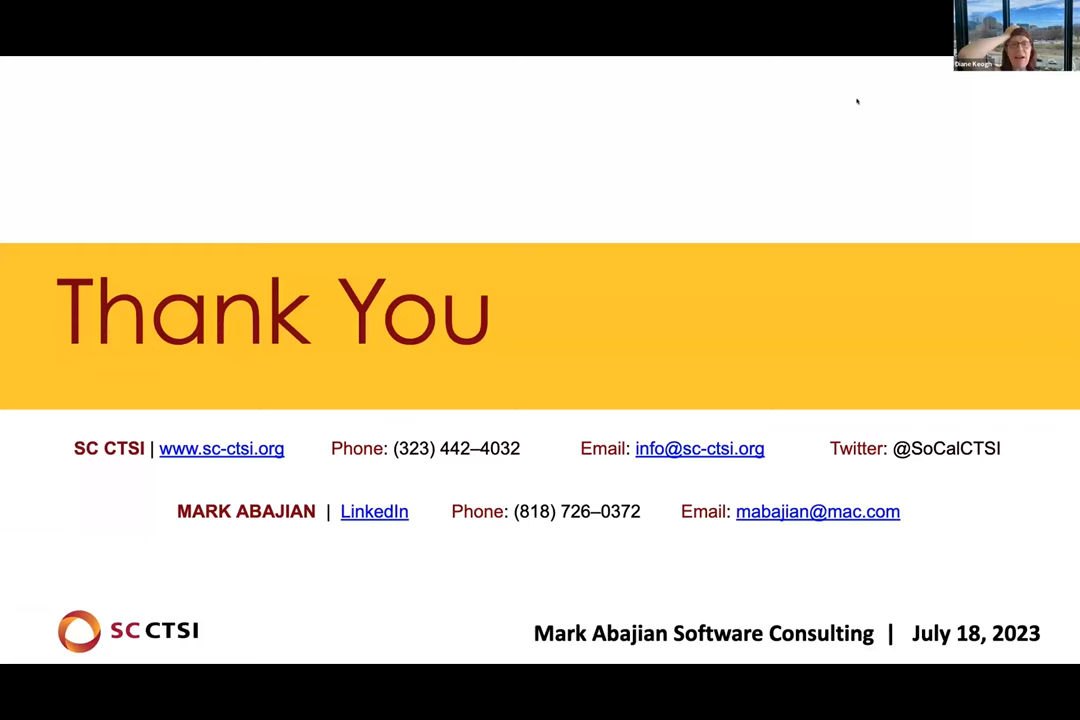 Diane Keogh
Thank You
SC CTSI | www.sc-ctsi.org Phone: (323) 442–4032 Email: info@sc-ctsi.org Twitter: @SoCalCTSI
MARK ABAJIAN | LinkedIn Phone: (818) 726–0372 Email: mabajian@mac.com
SC CTSI
Mark Abajian Software Consulting | July 18, 2023